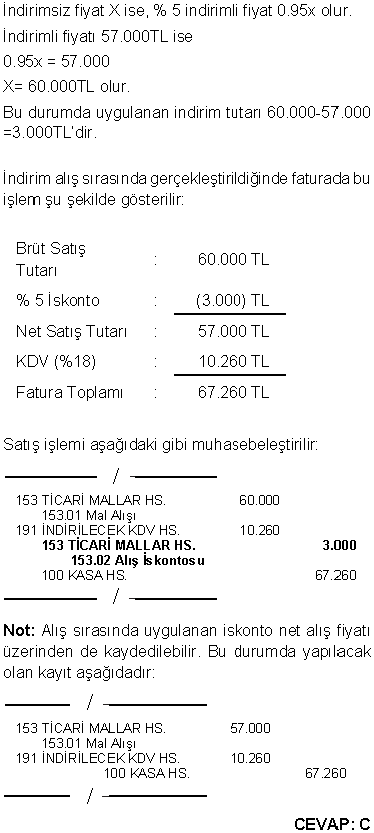 İndirimsiz fiyat X ise, % 5 indirimli fiyat 0.95x olur.
İndirimli fiyatı 57.000TL ise
0.95x = 57.000
X= 60.000TL olur.
Bu durumda uygulanan indirim tutarı 60.000-57.000
=3.000TL'dir.
İndirim alış sırasında gerçekleştirildiğinde faturada bu
işlem şu şekilde gösterilir:
Brüt Satış
Tutarı : 60.000 TL
% 5 İskonto : (3.000) TL
Net Satış Tutarı : 57.000 TL
KDV (%18) : 10.260 TL
Fatura Toplamı : 67.260 TL
Satış işlemi aşağıdaki gibi muhasebeleştirilir:
/
153 TİCARİ MALLAR HS. 60.000
153.01 Mal Alışı
191 İNDİRİLECEK KDV HS. 10.260
153 TİCARİ MALLAR HS. 3.000
153.02 Alış İskontosu
100 KASA HS. 67.260
/
Not: Alış sırasında uygulanan iskonto net alış fiyatı
üzerinden de kaydedilebilir. Bu durumda yapılacak
olan kayıt aşağıdadır:
/
153 TİCARİ MALLAR HS. 57.000
153.01 Mal Alışı
191 İNDİRİLECEK KDV HS. 10.260
100 KASA HS. 67.260
/
CEVAP: C